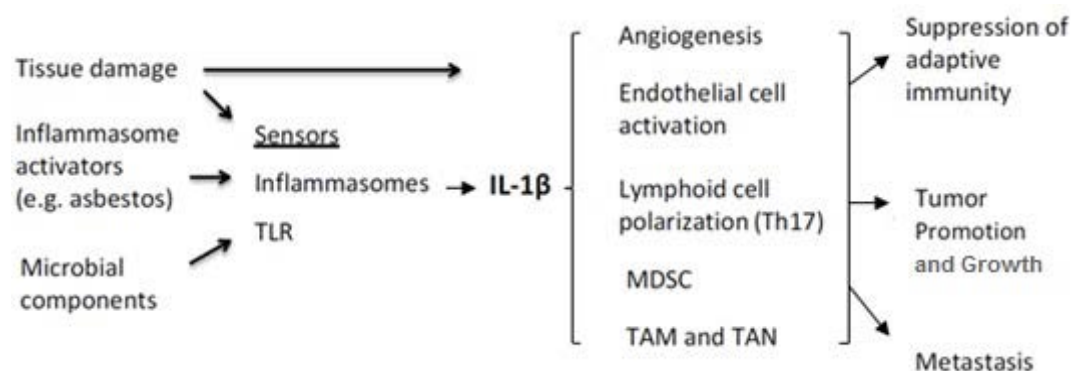 Tissue damage
Inflammasome
activators
(e.g. asbestos)
Microbial
components
Sensors
Inflammasomes
TLR
IL-1β
Angiogenesis
Endothelial cell
activation
Lymphoid cell
polarization (Th17)
MDSC
TAM and TAN
Suppression of
adaptive
immunity
Tumor
Promotion
and Growth
Metastasis